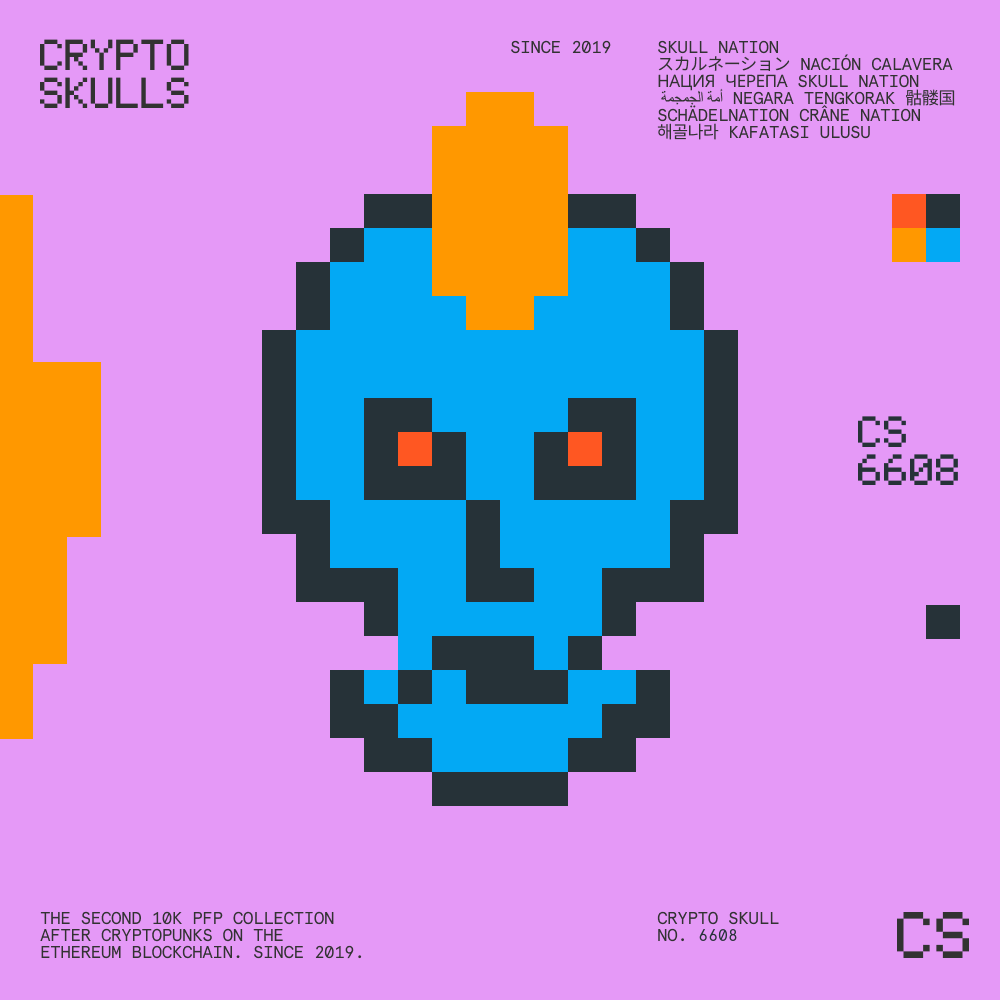 CRYPTO
SKULLS
SINCE 2019
SKULL NATION
スカルネーション NACIÓN CALAVERA
НАЦИЯ ЧЕРЕПА SKULL NATION
أمة الجمجمة NEGARA TENGKORAK 骷髅国
SCHÄDELNATION CRÂNE NATION
해골나라 KAFATASI ULUSU
CS
6608
THE SECOND 10K PFP COLLECTION
AFTER CRYPTOPUNKS ON THE
ETHEREUM BLOCKCHAIN. SINCE 2019.
CRYPTO SKULL
NO. 6608
CS